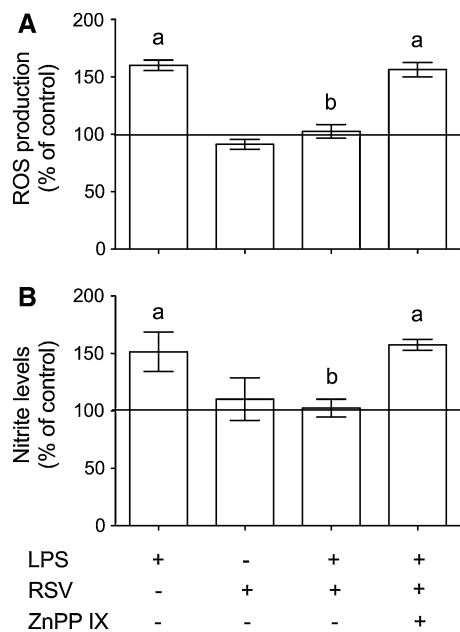 A
ROS production
(% of control)
200
150
100
50
0
a
b
a
B
Nitrite levels
(% of control)
200
150
100
50
0
a
b
a
LPS + - + +
RSV - + + +
ZnPP IX - - - +